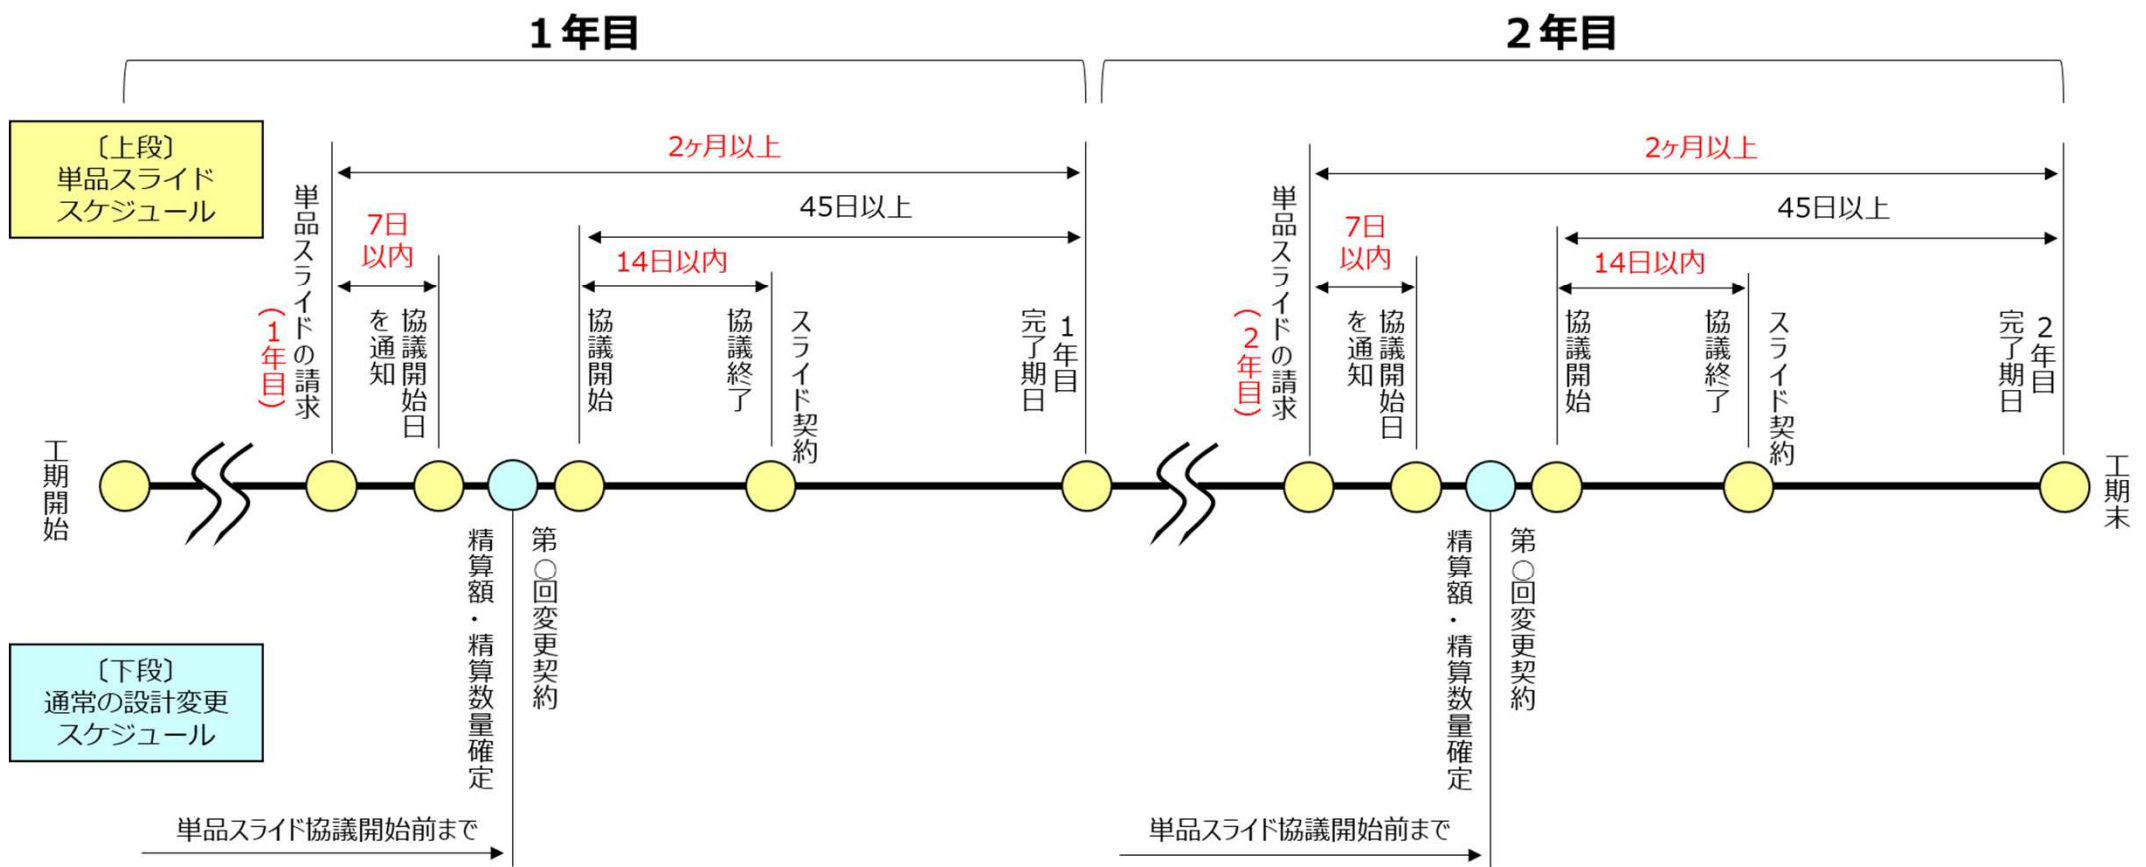 1年目
2年目
〔上段〕
単品スライド
スケジュール
2ヶ月以上
45日以上
7日
以内
14日以内
単品スライドの請求
(1年目)
協議開始日
を通知
協議開始
協議終了
スライド契約
1年目
完了期日
2ヶ月以上
45日以上
7日
以内
14日以内
単品スライドの請求
(2年目)
協議開始日
を通知
協議開始
協議終了
スライド契約
2年目
完了期日
工期開始
工期末
第〇回変更契約
精算額・精算数量確定
第〇回変更契約
精算額・精算数量確定
〔下段〕
通常の設計変更
スケジュール
単品スライド協議開始前まで
単品スライド協議開始前まで